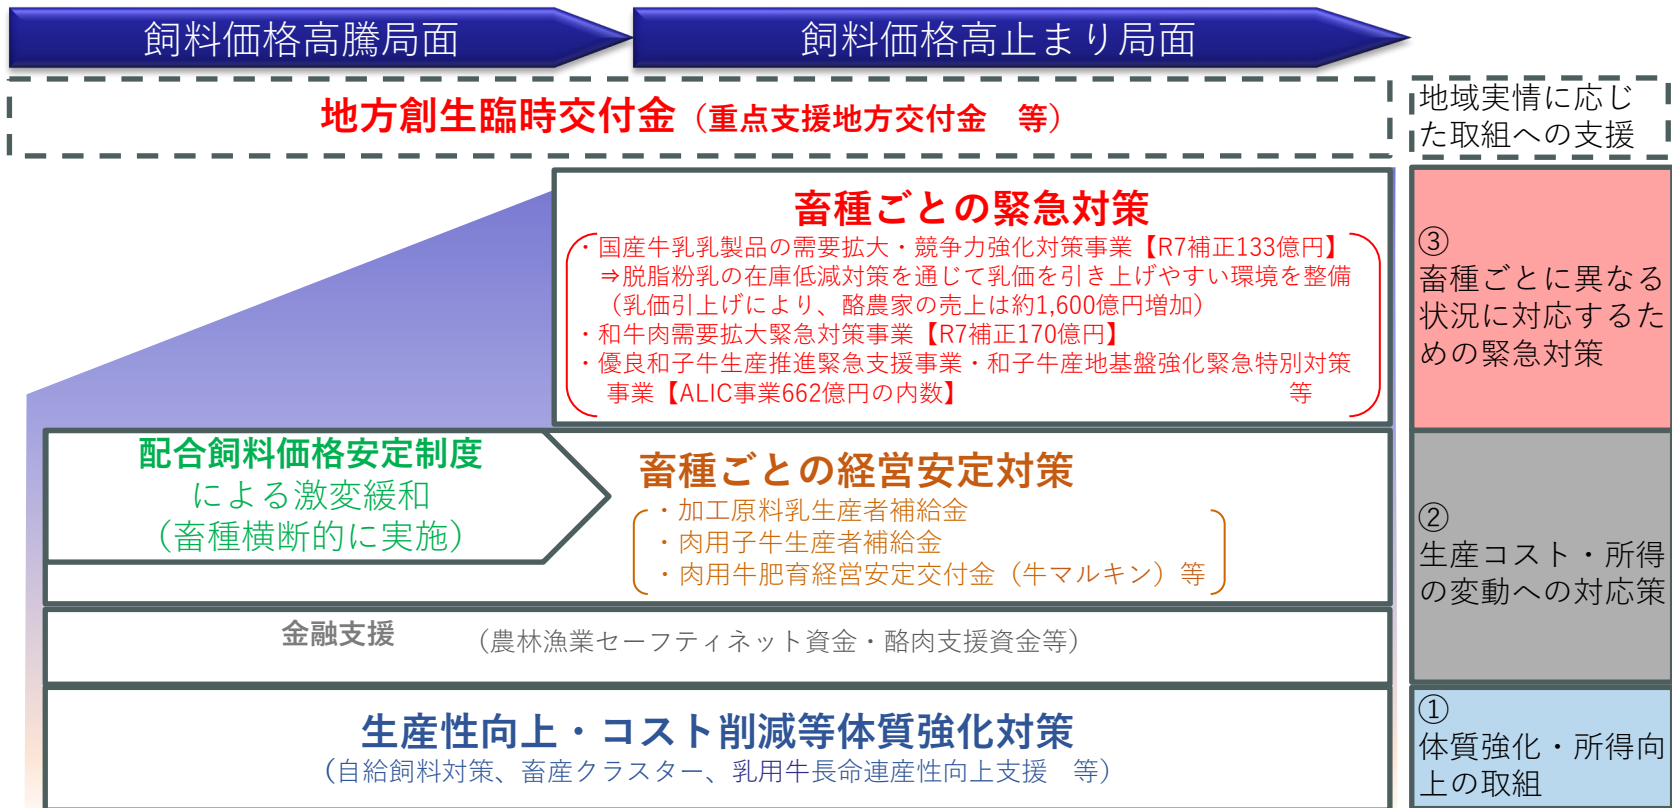 飼料価格高騰局面
飼料価格高止まり局面
地方創生臨時交付金（重点支援地方交付金　等）
地域実情に応じ
た取組への支援
畜種ごとの緊急対策
・国産牛乳乳製品の需要拡大・競争力強化対策事業【R7補正133億円】
⇒脱脂粉乳の在庫低減対策を通じて乳価を引き上げやすい環境を整備
（乳価引上げにより、酪農家の売上は約1,600億円増加）
・和牛肉需要拡大緊急対策事業【R7補正170億円】
・優良和子牛生産推進緊急支援事業・和子牛産地基盤強化緊急特別対策
事業【ALIC事業662億円の内数】　等
③
畜種ごとに異なる
状況に対応するた
めの緊急対策
配合飼料価格安定制度
による激変緩和
（畜種横断的に実施）
畜種ごとの経営安定対策
・加工原料乳生産者補給金
・肉用子牛生産者補給金
・肉用牛肥育経営安定交付金（牛マルキン）等
②
生産コスト・所得
の変動への対応策
金融支援　（農林漁業セーフティネット資金・酪肉支援資金等）
生産性向上・コスト削減等体質強化対策
（自給飼料対策、畜産クラスター、乳用牛長命連産性向上支援　等）
①
体質強化・所得向
上の取組